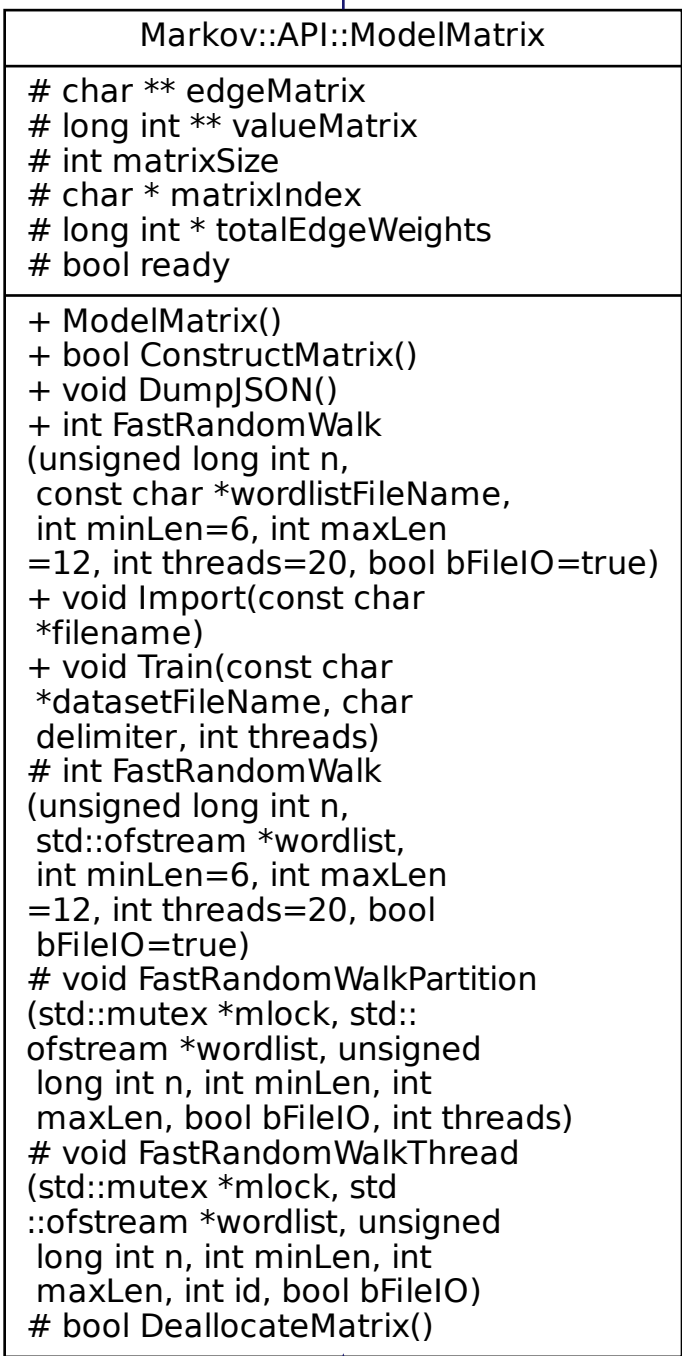 Markov::API::ModelMatrix
# char ** edgeMatrix
# long int ** valueMatrix
# int matrixSize
# char * matrixIndex
# long int * totalEdgeWeights
# bool ready
+ ModelMatrix()
+ bool ConstructMatrix()
+ void DumpJSON()
+ int FastRandomWalk
(unsigned long int n,
const char *wordlistFileName,
int minLen=6, int maxLen
=12, int threads=20, bool bFileIO=true)
+ void Import(const char
*filename)
+ void Train(const char
*datasetFileName, char
delimiter, int threads)
# int FastRandomWalk
(unsigned long int n,
std::ofstream *wordlist,
int minLen=6, int maxLen
=12, int threads=20, bool
bFileIO=true)
# void FastRandomWalkPartition
(std::mutex *mlock, std::
ofstream *wordlist, unsigned
long int n, int minLen, int
maxLen, bool bFileIO, int threads)
# void FastRandomWalkThread
(std::mutex *mlock, std
::ofstream *wordlist, unsigned
long int n, int minLen, int
maxLen, int id, bool bFileIO)
# bool DeallocateMatrix()